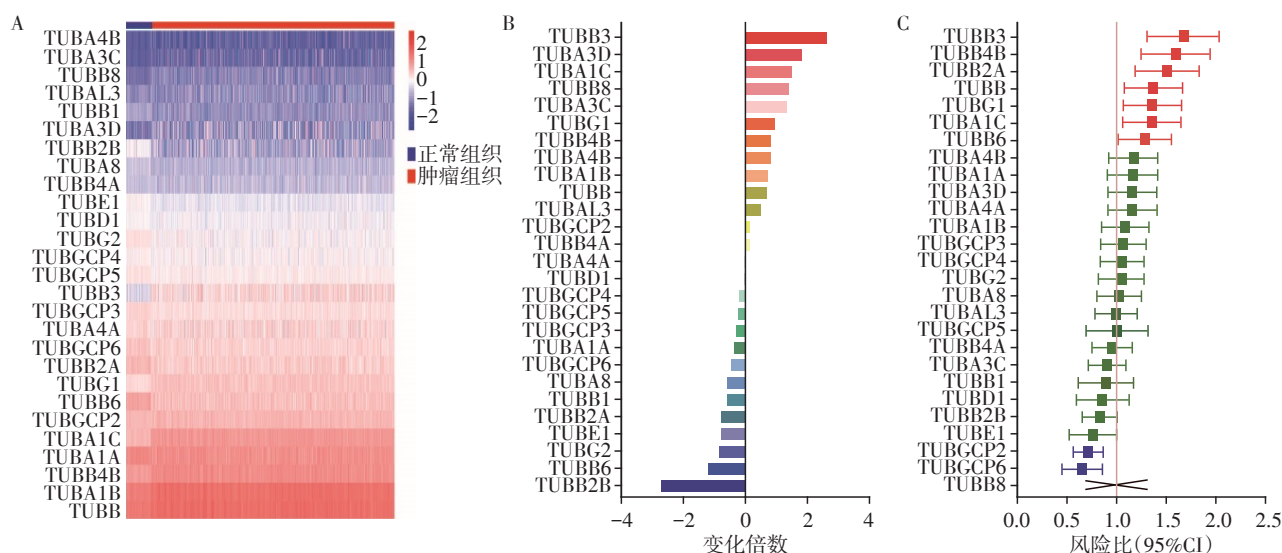 A
TUBA4B
TUBA3C
TUBB8
TUBAL3
TUBB1
TUBA3D
TUBB2B
TUBA8
TUBB4A
TUBE1
TUBD1
TUBG2
TUBGCP4
TUBGCP5
TUBB3
TUBGCP3
TUBA4A
TUBGCP6
TUBB2A
TUBG1
TUBB6
TUBGCP2
TUBA1C
TUBA1A
TUBB4B
TUBA1B
TUBB
2
1
0
−1
−2
正常组织
肿瘤组织
B
TUBB3
TUBA3D
TUBA1C
TUBB8
TUBA3C
TUBG1
TUBB4B
TUBA4B
TUBA1B
TUBB
TUBAL3
TUBGCP2
TUBB4A
TUBA4A
TUBD1
TUBGCP4
TUBGCP5
TUBGCP3
TUBA1A
TUBGCP6
TUBA8
TUBB1
TUBB2A
TUBE1
TUBG2
TUBB6
TUBB2B
−4 −2 0 2 4
变化倍数
C
TUBB3
TUBB4B
TUBB2A
TUBB
TUBG1
TUBA1C
TUBB6
TUBA4B
TUBA1A
TUBA3D
TUBA4A
TUBA1B
TUBGCP3
TUBGCP4
TUBG2
TUBA8
TUBAL3
TUBGCP5
TUBB4A
TUBA3C
TUBB1
TUBD1
TUBB2B
TUBE1
TUBGCP2
TUBGCP6
TUBB8
0.0 0.5 1.0 1.5 2.0 2.5
风险比(95%CI)